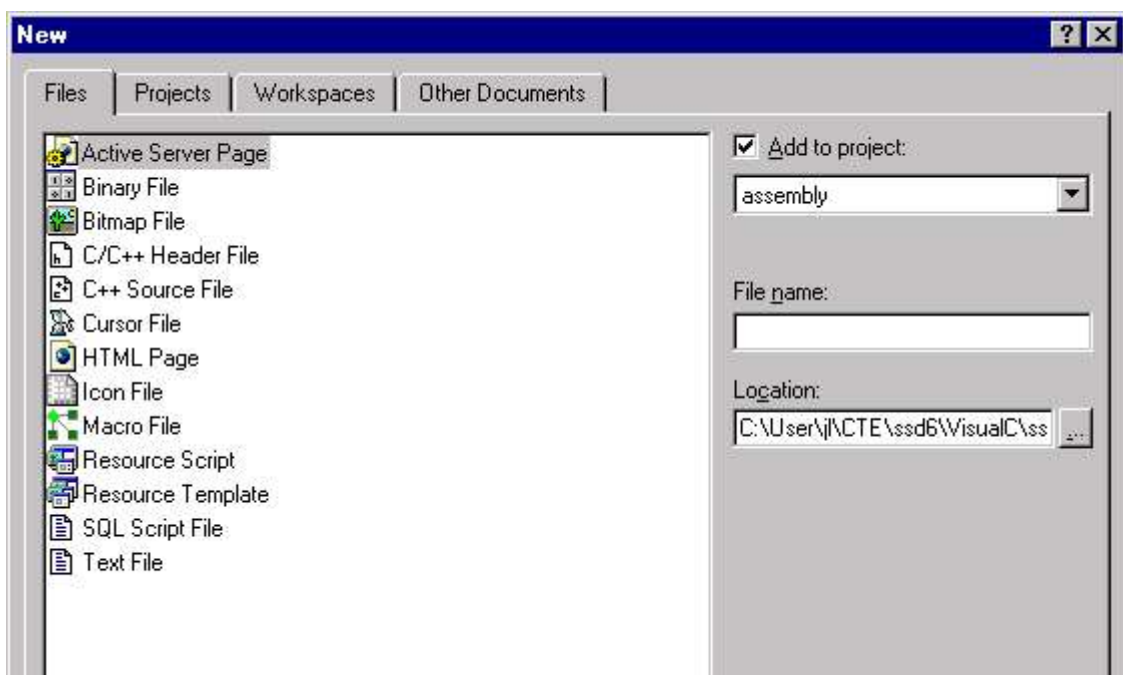 New
Files
Projects
Workspaces
Other Documents
Active Server Page
Binary File
Bitmap File
C/C++ Header File
C++ Source File
Cursor File
HTML Page
Icon File
Macro File
Resource Script
Resource Template
SQL Script File
Text File
Add to project:
assembly
File name:
Location:
C:\User\jl\CTE\ssd6\VisualC\ss
...